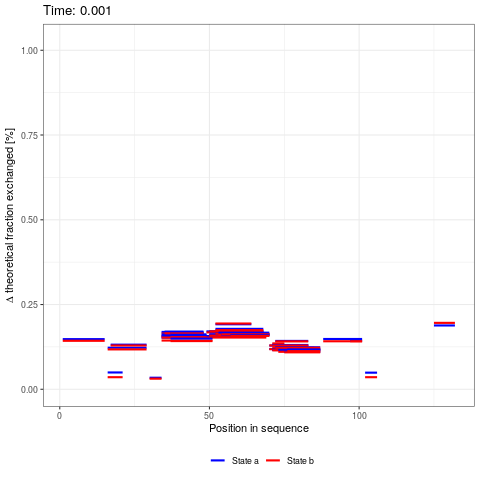 Time: 0.001
Δ theoretical fraction exchanged [%]
1.00
0.75
0.50
0.25
0.00
0
50
100
Position in sequence
State a
State b